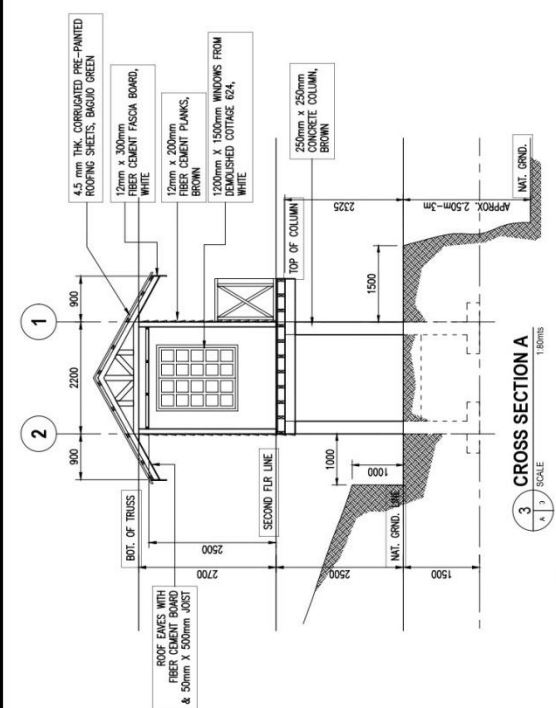 4.5 mm THK. CORRUGATED PRE-PAINTED
ROOFING SHEETS, BAGUIO GREEN
12mm x 300mm
FIBER CEMENT FASCIA BOARD,
WHITE
12mm x 200mm
FIBER CEMENT PLANKS,
BROWN
1200mm X 1500mm WINDOWS FROM
DEMOLISHED COTTAGE 624,
WHITE
250mm x 250mm
CONCRETE COLUMN,
BROWN
2
1
900
2200
900
BOT. OF TRUSS
TOP OF COLUMN
SECOND FLR LINE
NAT. GRND. LINE
NAT. GRND.
2325
APPROX. 2.50m-3m
1500
1000
1000
2500
2700
2500
1500
ROOF EAVES WITH
FIBER CEMENT BOARD
& 50mm X 500mm JOIST
3
A
3
CROSS SECTION A
SCALE
1:80mts